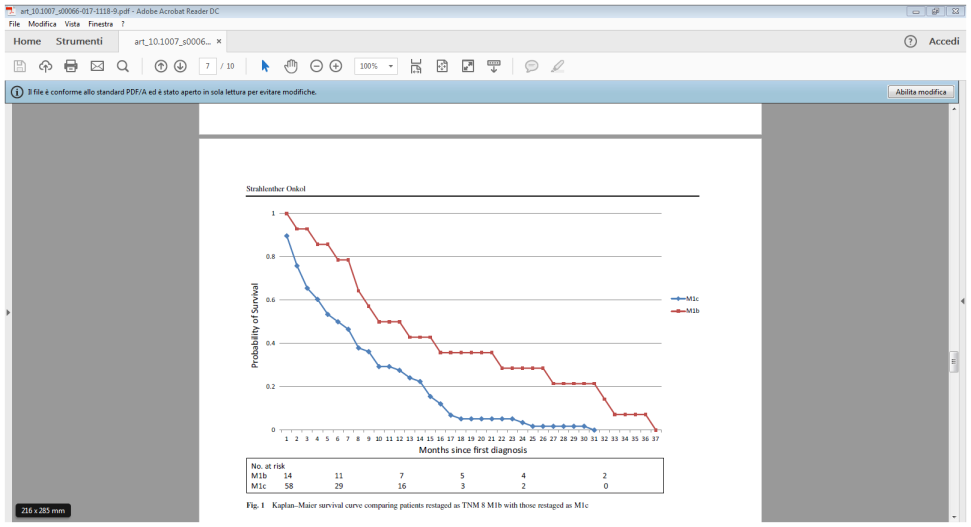 art_10.1007_s00066-017-1118-9.pdf - Adobe Acrobat Reader DC
File Modifica Vista Finestra ?
Home Strumenti art_10.1007_s0006... × ? Accedi
7 / 10 100%
Il file è conforme allo standard PDF/A ed è stato aperto in sola lettura per evitare modifiche. Abilita modifica
Strahlenther Onkol
1
0.8
0.6
0.4
0.2
0
Probability of Survival
M1c
M1b
1 2 3 4 5 6 7 8 9 10 11 12 13 14 15 16 17 18 19 20 21 22 23 24 25 26 27 28 29 30 31 32 33 34 35 36 37
Months since first diagnosis
No. at risk
M1b 14 11 7 5 4 2
M1c 58 29 16 3 2 0
Fig. 1 Kaplan–Maier survival curve comparing patients restaged as TNM 8 M1b with those restaged as M1c
216 x 285 mm